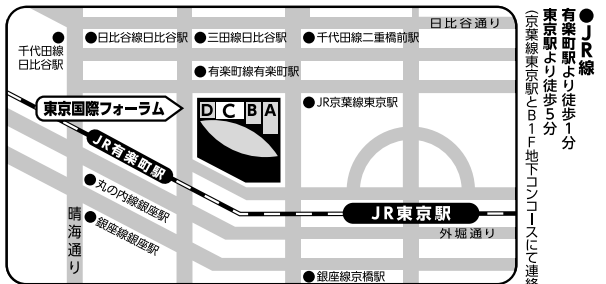 ●JR線
有楽町駅より徒歩1分
東京駅より徒歩5分
(京葉線東京駅とB1F地下コンコースにて連絡
日比谷通り
千代田線
日比谷駅
●日比谷線日比谷駅
●三田線日比谷駅
●千代田線二重橋前駅
●有楽町線有楽町駅
東京国際フォーラム
D C B A
●JR京葉線東京駅
JR有楽町駅
●丸の内線銀座駅
●銀座線銀座駅
晴海通り
JR東京駅
外堀通り
●銀座線京橋駅